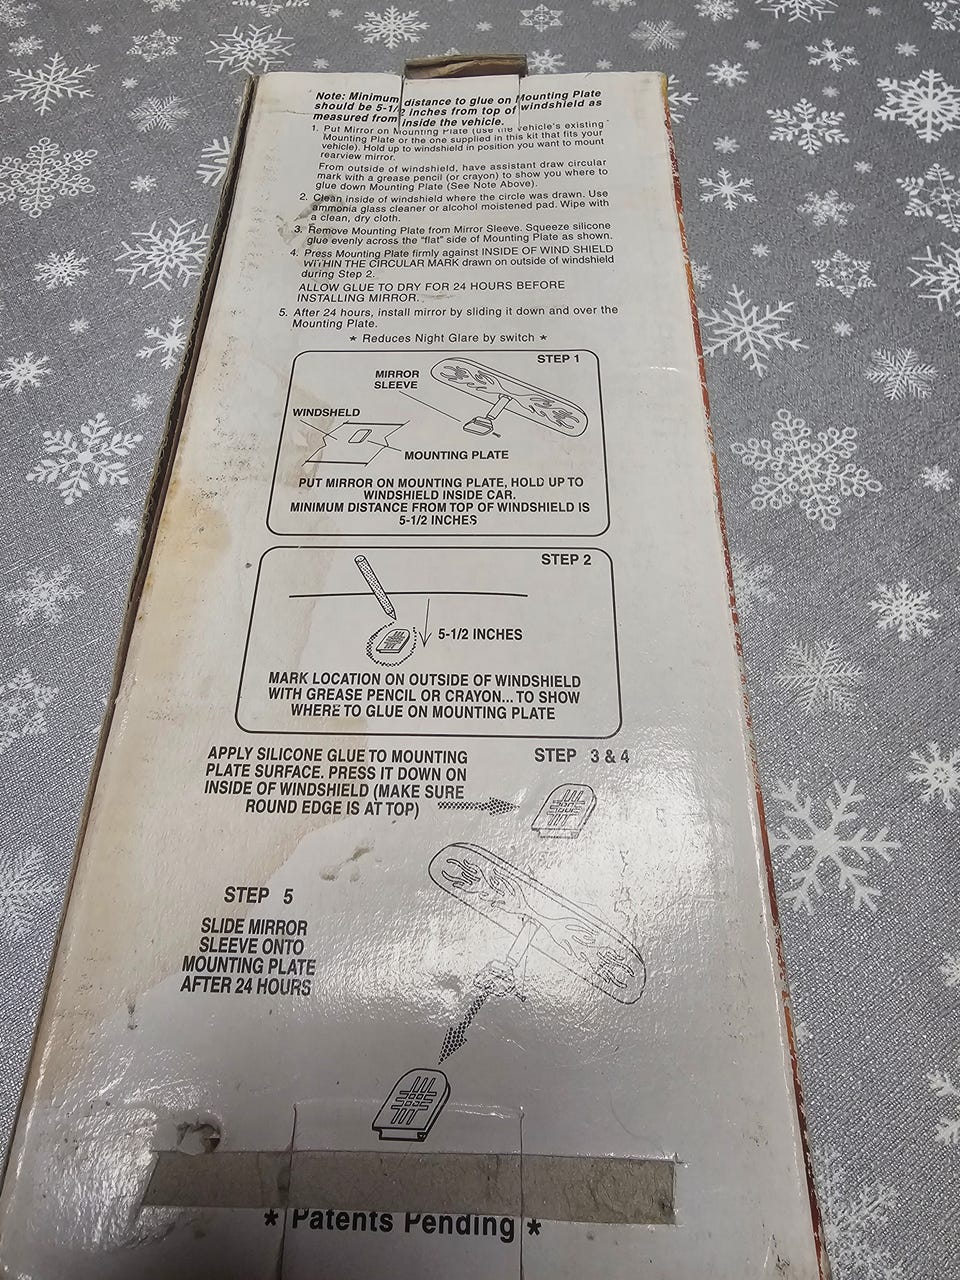 Note: Minimum distance to glue on Mounting Plate
should be 5-1/2 inches from top of windshield as
measured from inside the vehicle.
1. Put Mirror on Mounting Plate (use the vehicle's existing
Mounting Plate or the one supplied in this kit that fits your
vehicle). Hold up to windshield in position you want to mount
rearview mirror.
From outside of windshield, have assistant draw circular
mark with a grease pencil (or crayon) to show you where to
glue down Mounting Plate (See Note Above).
2. Clean inside of windshield where the circle was drawn. Use
ammonia glass cleaner or alcohol moistened pad. Wipe with
a clean, dry cloth.
3. Remove Mounting Plate from Mirror Sleeve. Squeeze silicone
glue evenly across the "flat" side of Mounting Plate as shown.
4. Press Mounting Plate firmly against INSIDE OF WIND SHIELD
WITHIN THE CIRCULAR MARK drawn on outside of windshield
during Step 2.
ALLOW GLUE TO DRY FOR 24 HOURS BEFORE
INSTALLING MIRROR.
5. After 24 hours, install mirror by sliding it down and over the
Mounting Plate.
* Reduces Night Glare by switch *
STEP 1
MIRROR
SLEEVE
WINDSHIELD
MOUNTING PLATE
PUT MIRROR ON MOUNTING PLATE, HOLD UP TO
WINDSHIELD INSIDE CAR.
MINIMUM DISTANCE FROM TOP OF WINDSHIELD IS
5-1/2 INCHES
STEP 2
5-1/2 INCHES
MARK LOCATION ON OUTSIDE OF WINDSHIELD
WITH GREASE PENCIL OR CRAYON...TO SHOW
WHERE TO GLUE ON MOUNTING PLATE
STEP 3 & 4
APPLY SILICONE GLUE TO MOUNTING
PLATE SURFACE. PRESS IT DOWN ON
INSIDE OF WINDSHIELD (MAKE SURE
ROUND EDGE IS AT TOP)
STEP 5
SLIDE MIRROR
SLEEVE ONTO
MOUNTING PLATE
AFTER 24 HOURS
* Patents Pending *